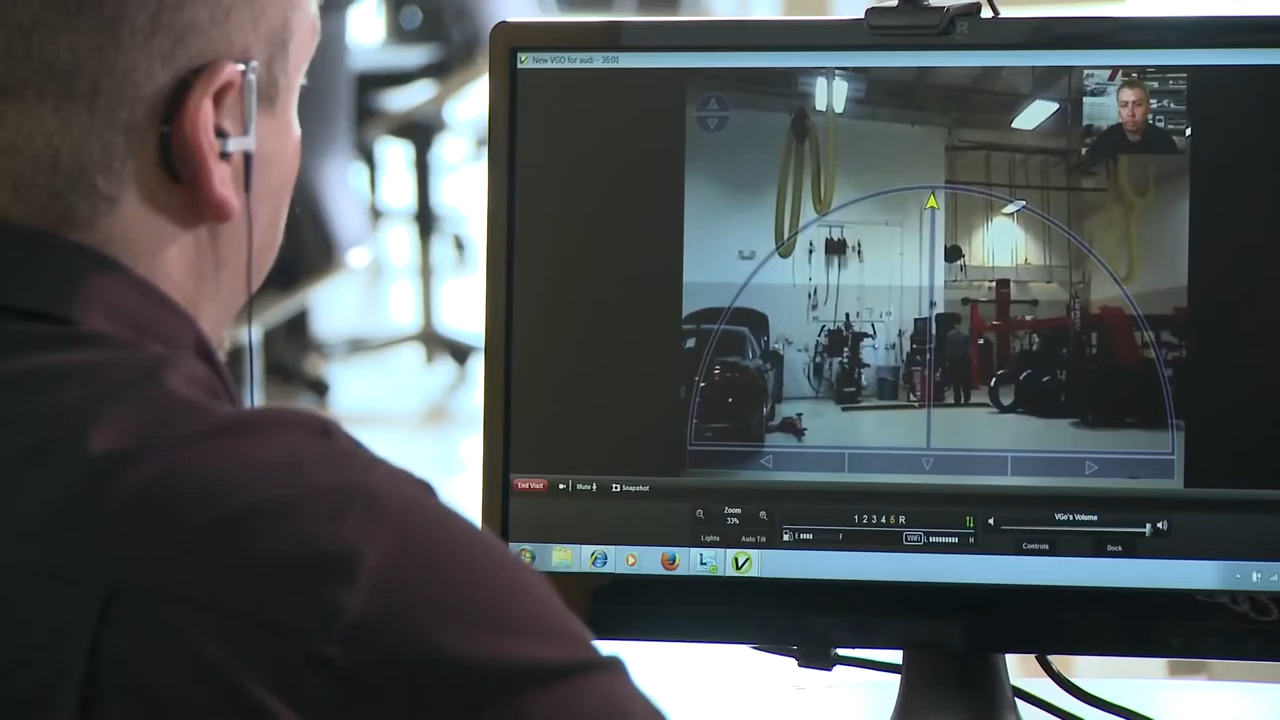 New VGO for audi - 36:01
End Visit
Mute
Snapshot
Zoom
33%
Lights
Auto Tilt
1 2 3 4 5 R
E
F
WiFi
L
H
VGo's Volume
Controls
Dock